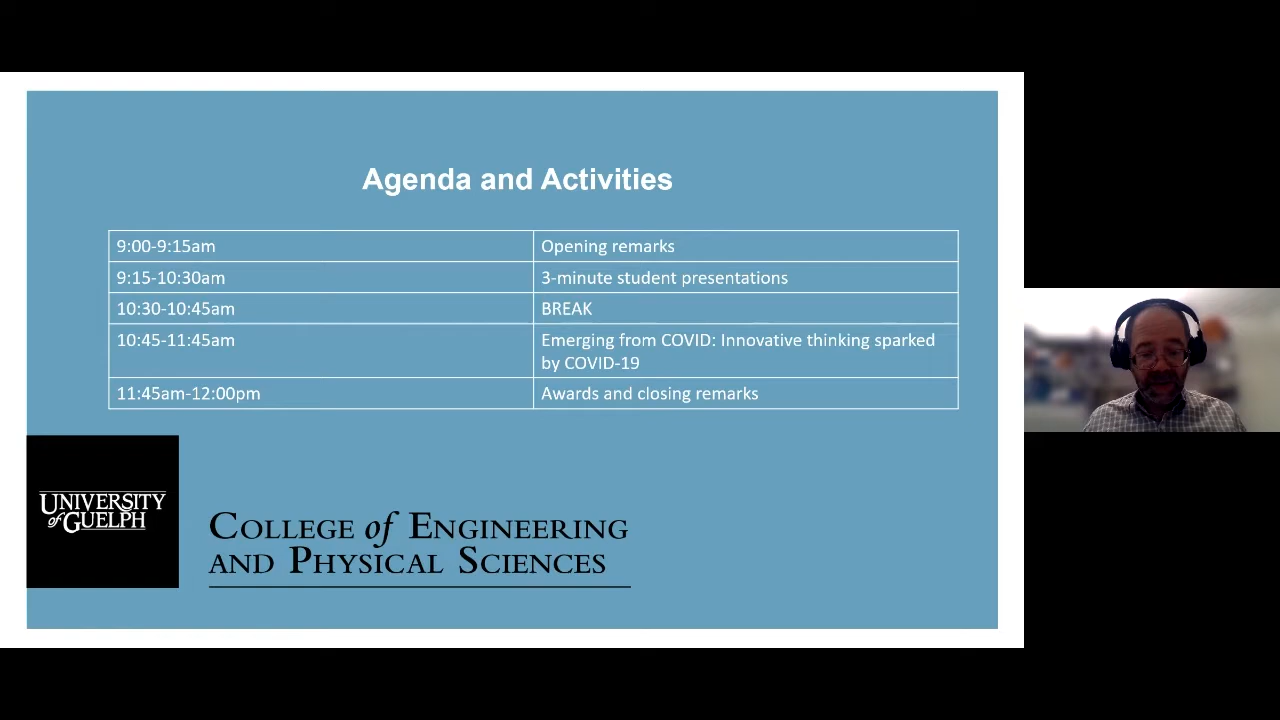 Agenda and Activities
9:00-9:15am
Opening remarks
9:15-10:30am
3-minute student presentations
10:30-10:45am
BREAK
10:45-11:45am
Emerging from COVID: Innovative thinking sparked
by COVID-19
11:45am-12:00pm
Awards and closing remarks
UNIVERSITY
of GUELPH
COLLEGE of ENGINEERING
AND PHYSICAL SCIENCES